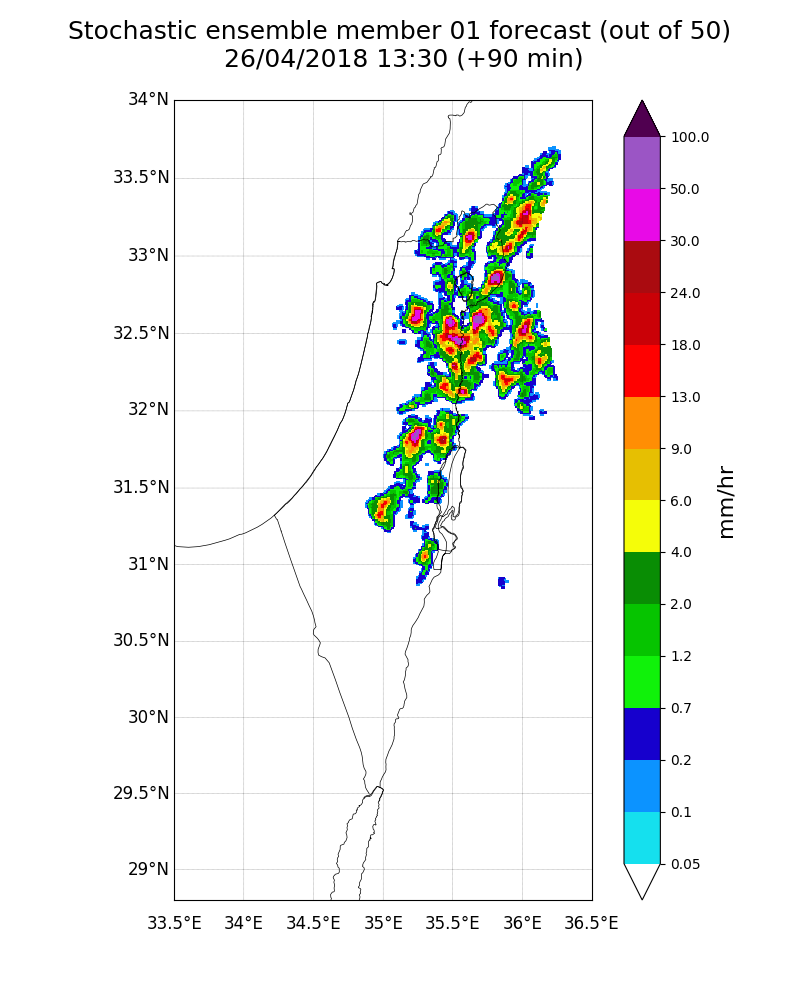 Stochastic ensemble member 01 forecast (out of 50)
26/04/2018 13:30 (+90 min)
34°N
33.5°N
33°N
32.5°N
32°N
31.5°N
31°N
30.5°N
30°N
29.5°N
29°N
33.5°E
34°E
34.5°E
35°E
35.5°E
36°E
36.5°E
100.0
50.0
30.0
24.0
18.0
13.0
9.0
6.0
4.0
2.0
1.2
0.7
0.2
0.1
0.05
mm/hr